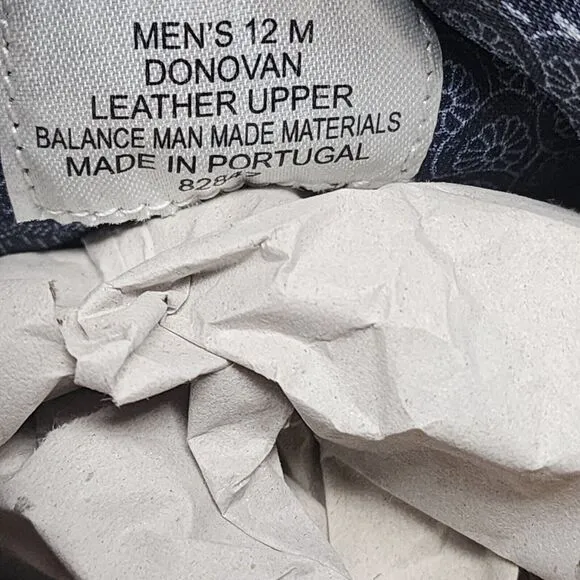 MEN'S 12 M
DONOVAN
LEATHER UPPER
BALANCE MAN MADE MATERIALS
MADE IN PORTUGAL